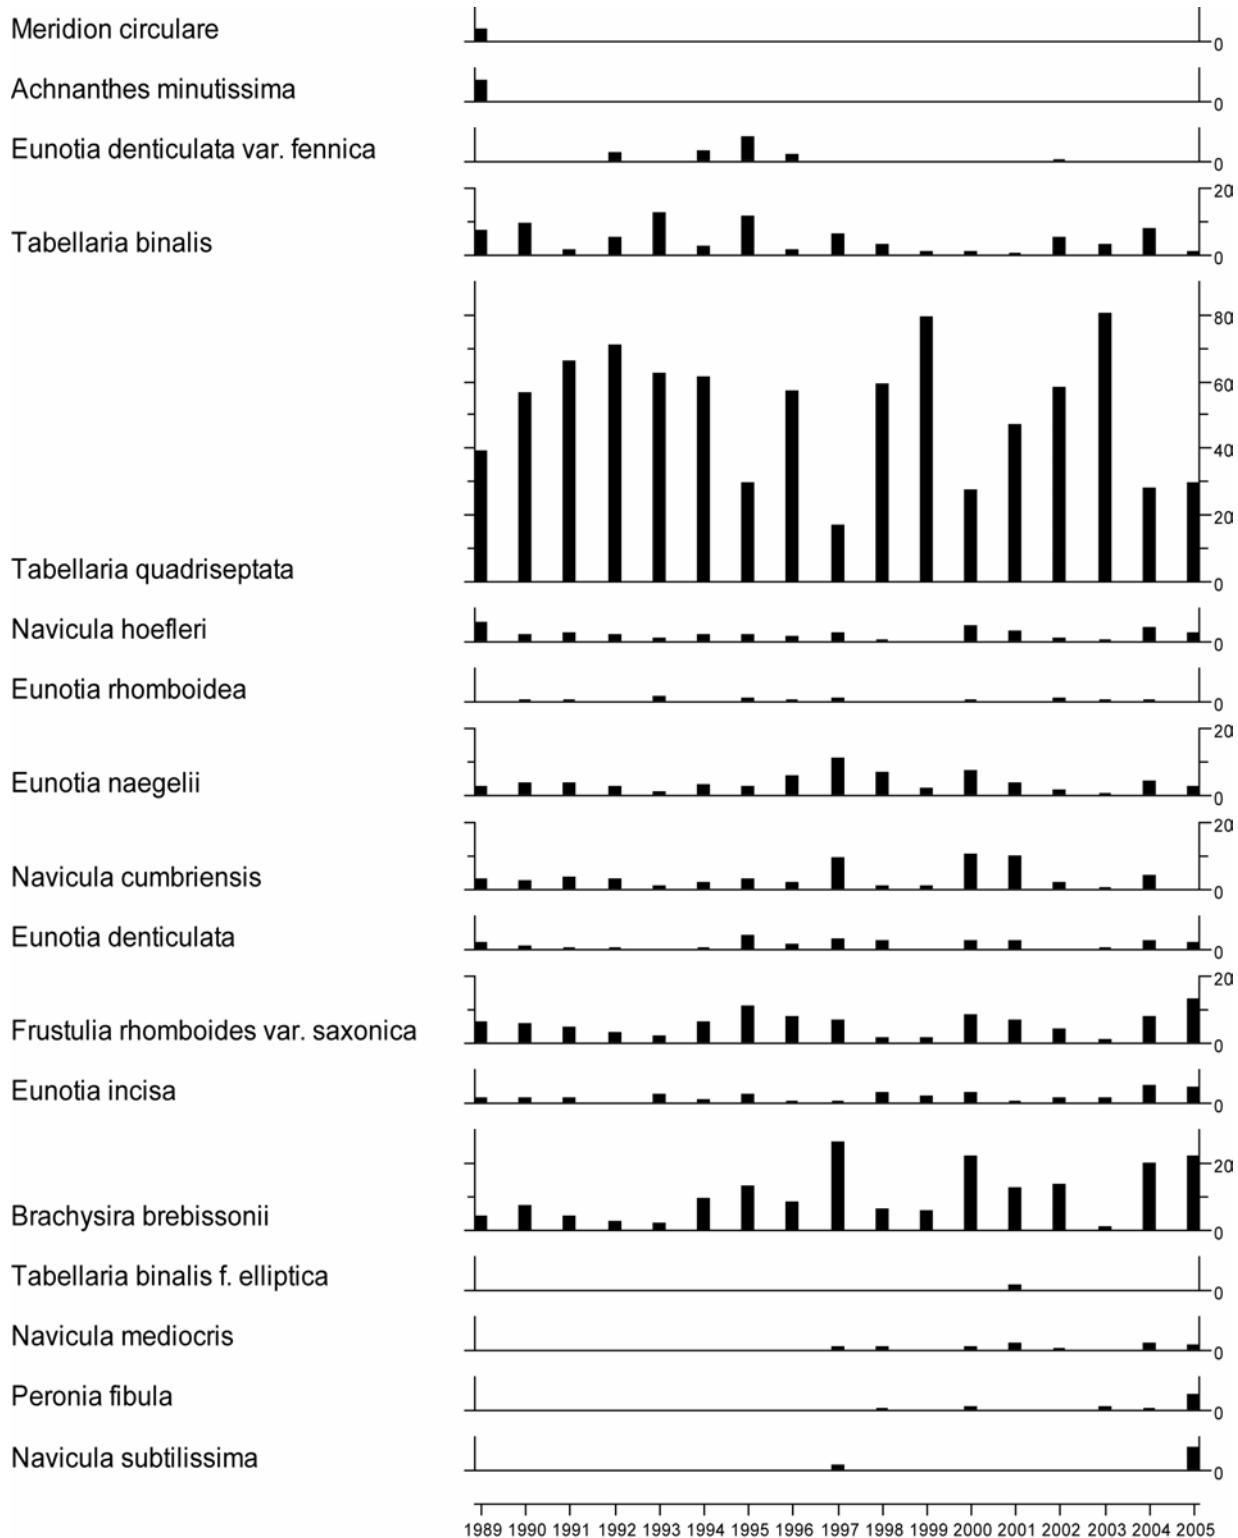 Meridion circulare
0
Achnanthes minutissima
0
Eunotia denticulata var. fennica
0
20
Tabellaria binalis
0
80
60
40
20
Tabellaria quadriseptata
0
Navicula hoefleri
0
Eunotia rhomboidea
0
20
Eunotia naegelii
0
20
Navicula cumbriensis
0
Eunotia denticulata
0
20
Frustulia rhomboides var. saxonica
0
Eunotia incisa
0
20
Brachysira brebissonii
0
Tabellaria binalis f. elliptica
0
Navicula mediocris
0
Peronia fibula
0
Navicula subtilissima
0
1989 1990 1991 1992 1993 1994 1995 1996 1997 1998 1999 2000 2001 2002 2003 2004 2005